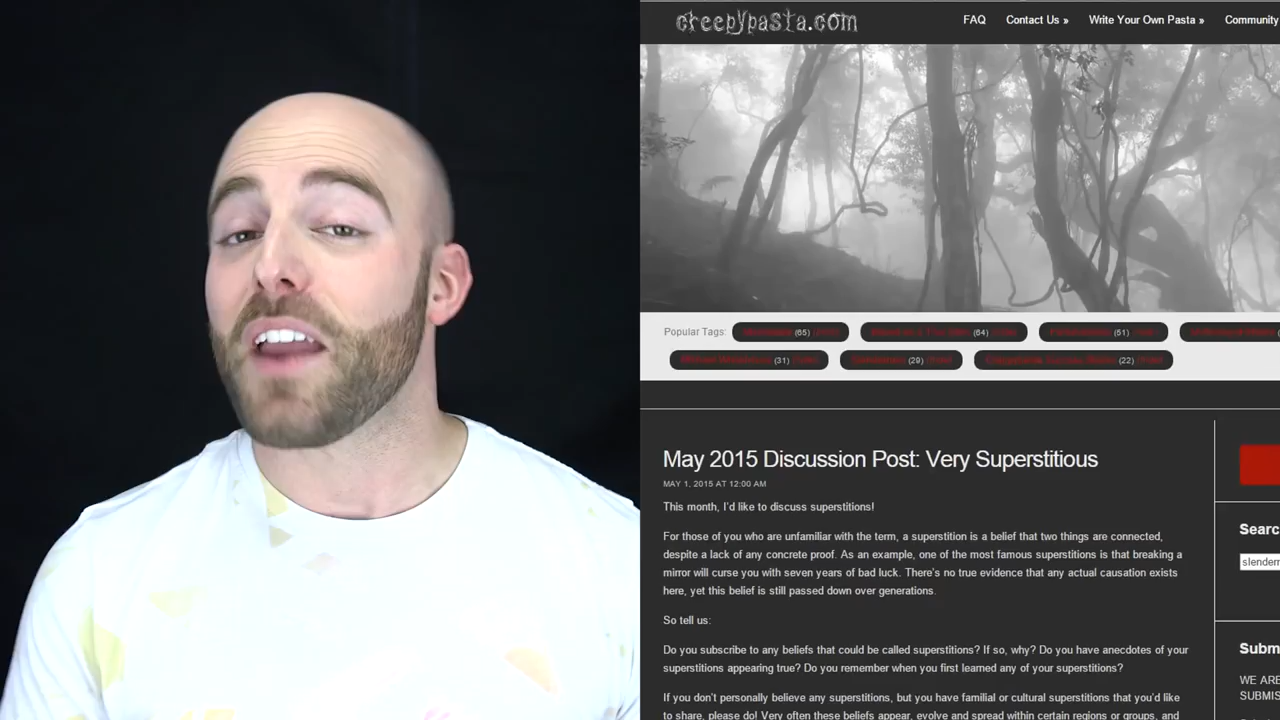 creepypasta.com
FAQ Contact Us » Write Your Own Pasta » Community
Popular Tags: (65) (64) (51)
(31) (29) (22)
May 2015 Discussion Post: Very Superstitious
MAY 1, 2015 AT 12:00 AM
This month, I'd like to discuss superstitions!
For those of you who are unfamiliar with the term, a superstition is a belief that two things are connected,
despite a lack of any concrete proof. As an example, one of the most famous superstitions is that breaking a
mirror will curse you with seven years of bad luck. There's no true evidence that any actual causation exists
here, yet this belief is still passed down over generations.
So tell us:
Do you subscribe to any beliefs that could be called superstitions? If so, why? Do you have anecdotes of your
superstitions appearing true? Do you remember when you first learned any of your superstitions?
If you don't personally believe any superstitions, but you have familial or cultural superstitions that you'd like
to share, please do! Very often these beliefs appear, evolve and spread within certain regions or groups, and
Searc
slender
Subm
WE ARE
SUBMIS